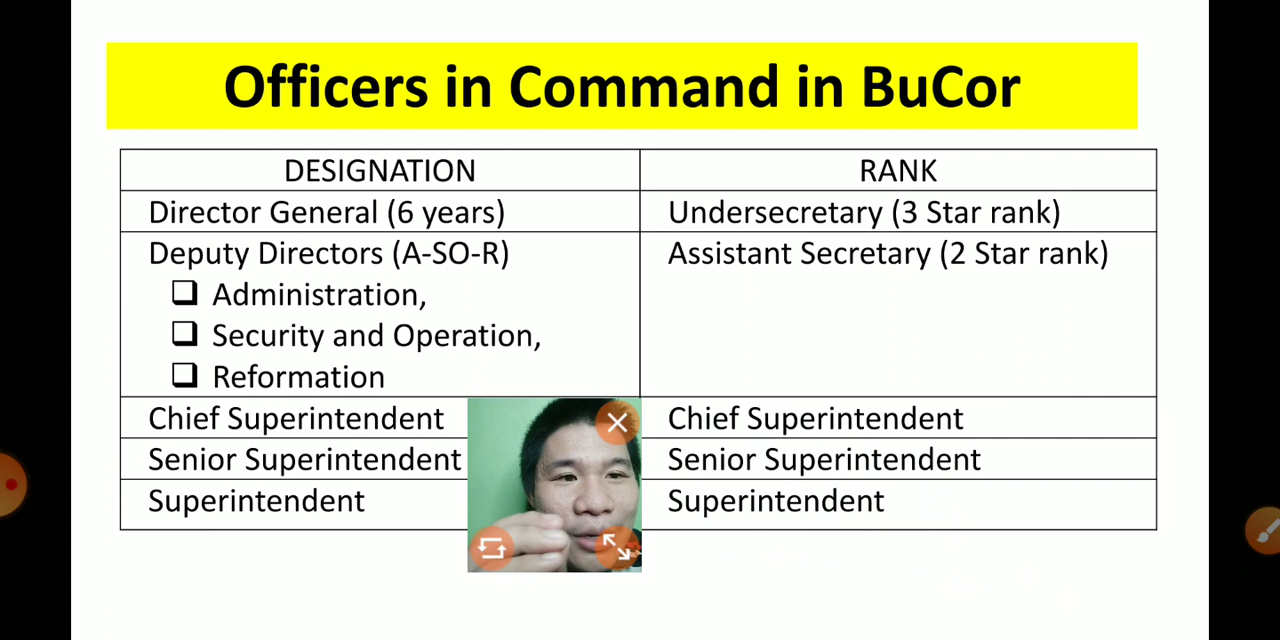 Officers in Command in BuCor
DESIGNATION
RANK
Director General (6 years)
Undersecretary (3 Star rank)
Deputy Directors (A-SO-R)
Assistant Secretary (2 Star rank)
Administration,
Security and Operation,
Reformation
Chief Superintendent
Chief Superintendent
Senior Superintendent
Senior Superintendent
Superintendent
Superintendent